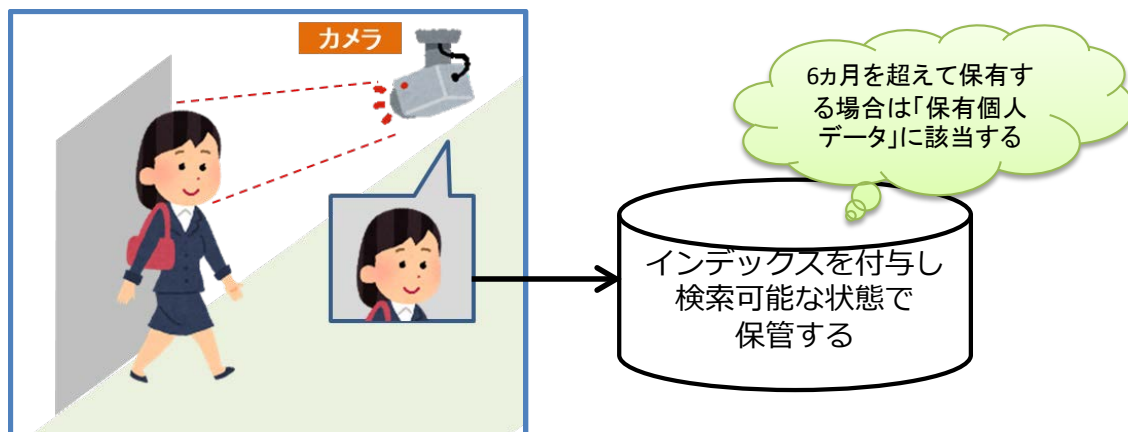 カメラ
6ヵ月を超えて保有す
る場合は「保有個人
データ」に該当する
インデックスを付与し
検索可能な状態で
保管する